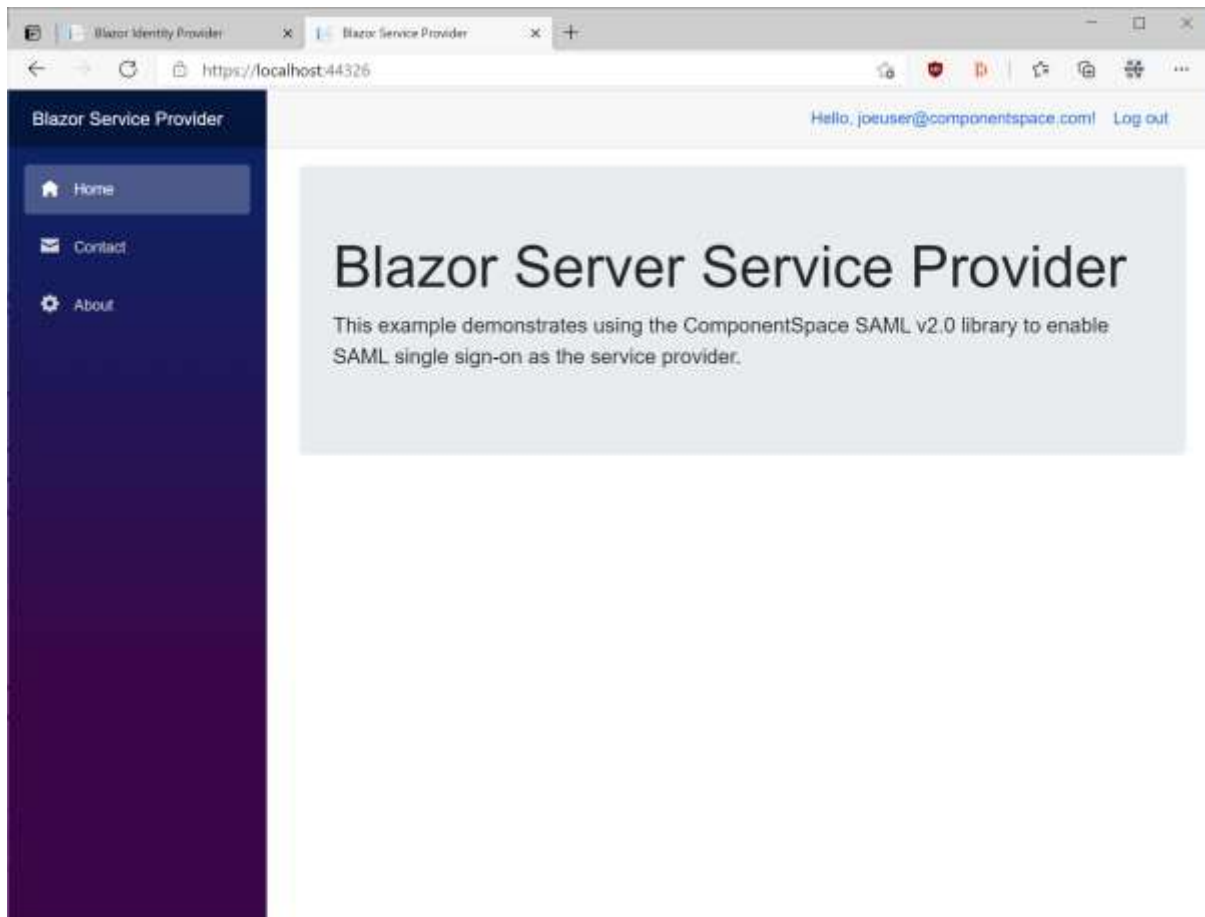 Blazor Identity Provider
Blazor Service Provider
https://localhost:44326
Blazor Service Provider
Hello, joeuser@componentspace.com! Log out
Home
Contact
About
Blazor Server Service Provider
This example demonstrates using the ComponentSpace SAML v2.0 library to enable
SAML single sign-on as the service provider.